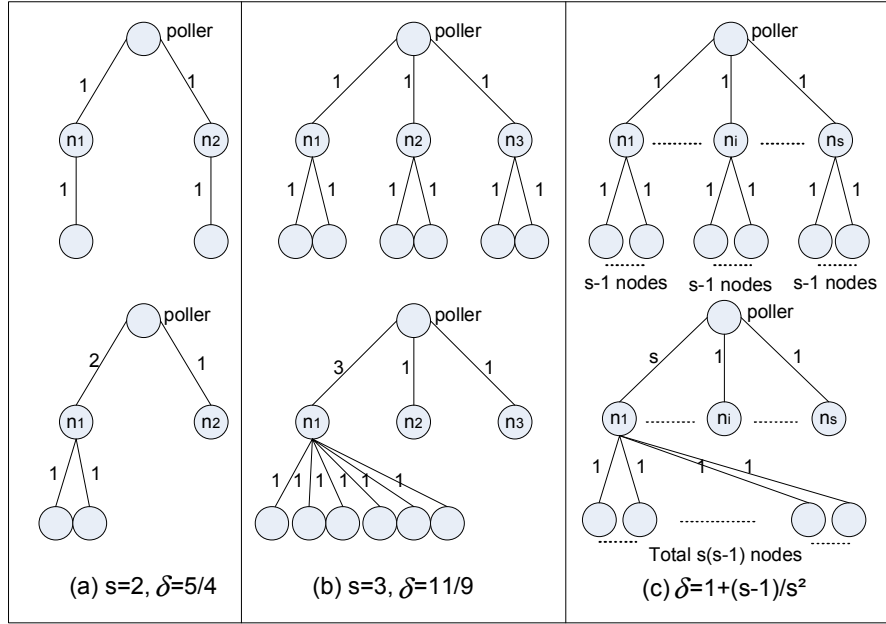 poller
1 1
n1 n2
1 1
poller
2 1
n1 n2
1 1
(a) s=2, δ=5/4
poller
1 1 1
n1 n2 n3
1 1 1 1 1 1
poller
3 1 1
n1 n2 n3
1 1 1 1 1 1
(b) s=3, δ=11/9
poller
1 1 1
n1 ni ns
1 1 1 1 1 1
s-1 nodes s-1 nodes s-1 nodes
poller
s 1 1
n1 ni ns
1 1 1 1
Total s(s-1) nodes
(c) δ=1+(s-1)/s²